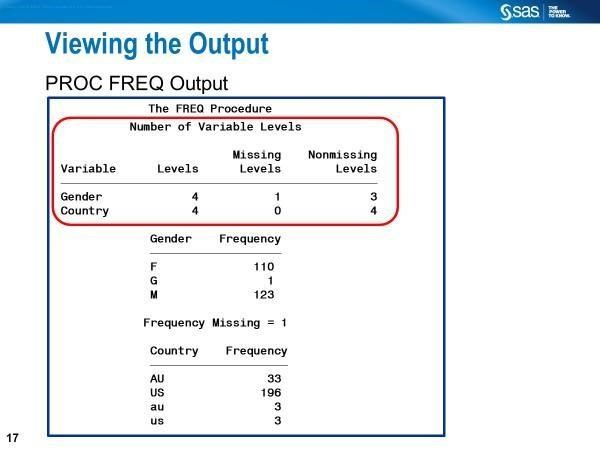 sas THE POWER TO KNOW.
Viewing the Output
PROC FREQ Output
The FREQ Procedure
Number of Variable Levels
Missing Nonmissing
Variable Levels Levels Levels
Gender 4 1 3
Country 4 0 4
Gender Frequency
F 110
G 1
M 123
Frequency Missing = 1
Country Frequency
AU 33
US 196
au 3
us 3
17